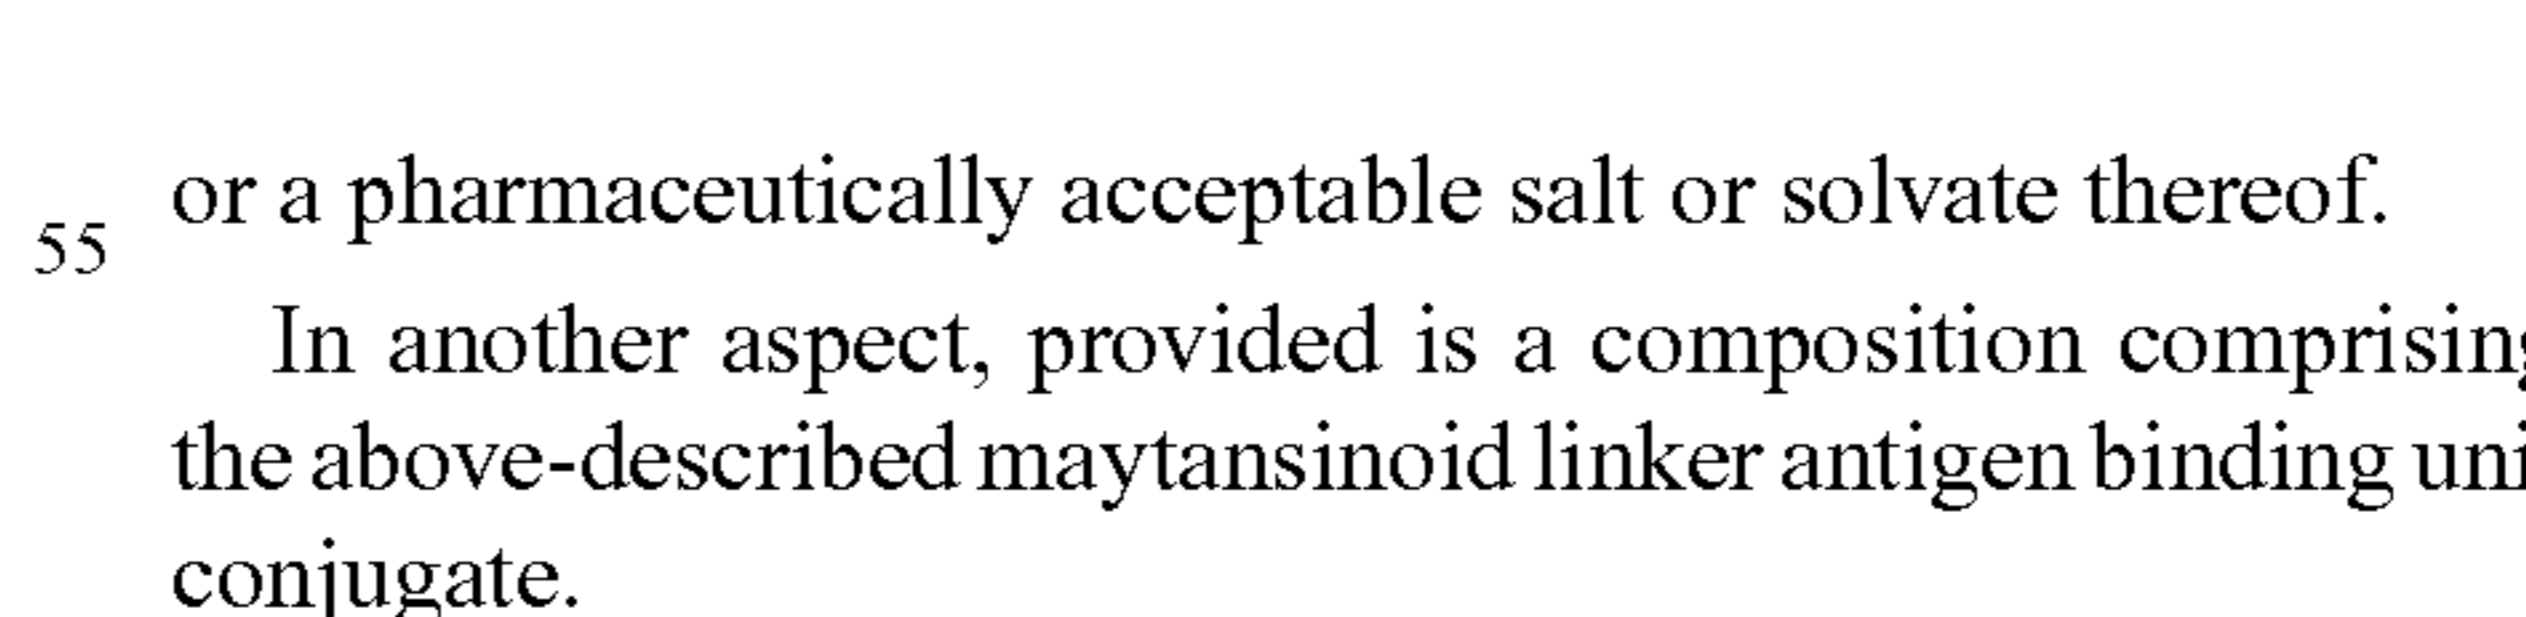 or a pharmaceutically acceptable salt or solvate thereof.
55
In another aspect, provided is a composition comprising
the above-described maytansinoid linker antigen binding uni
conjugate.